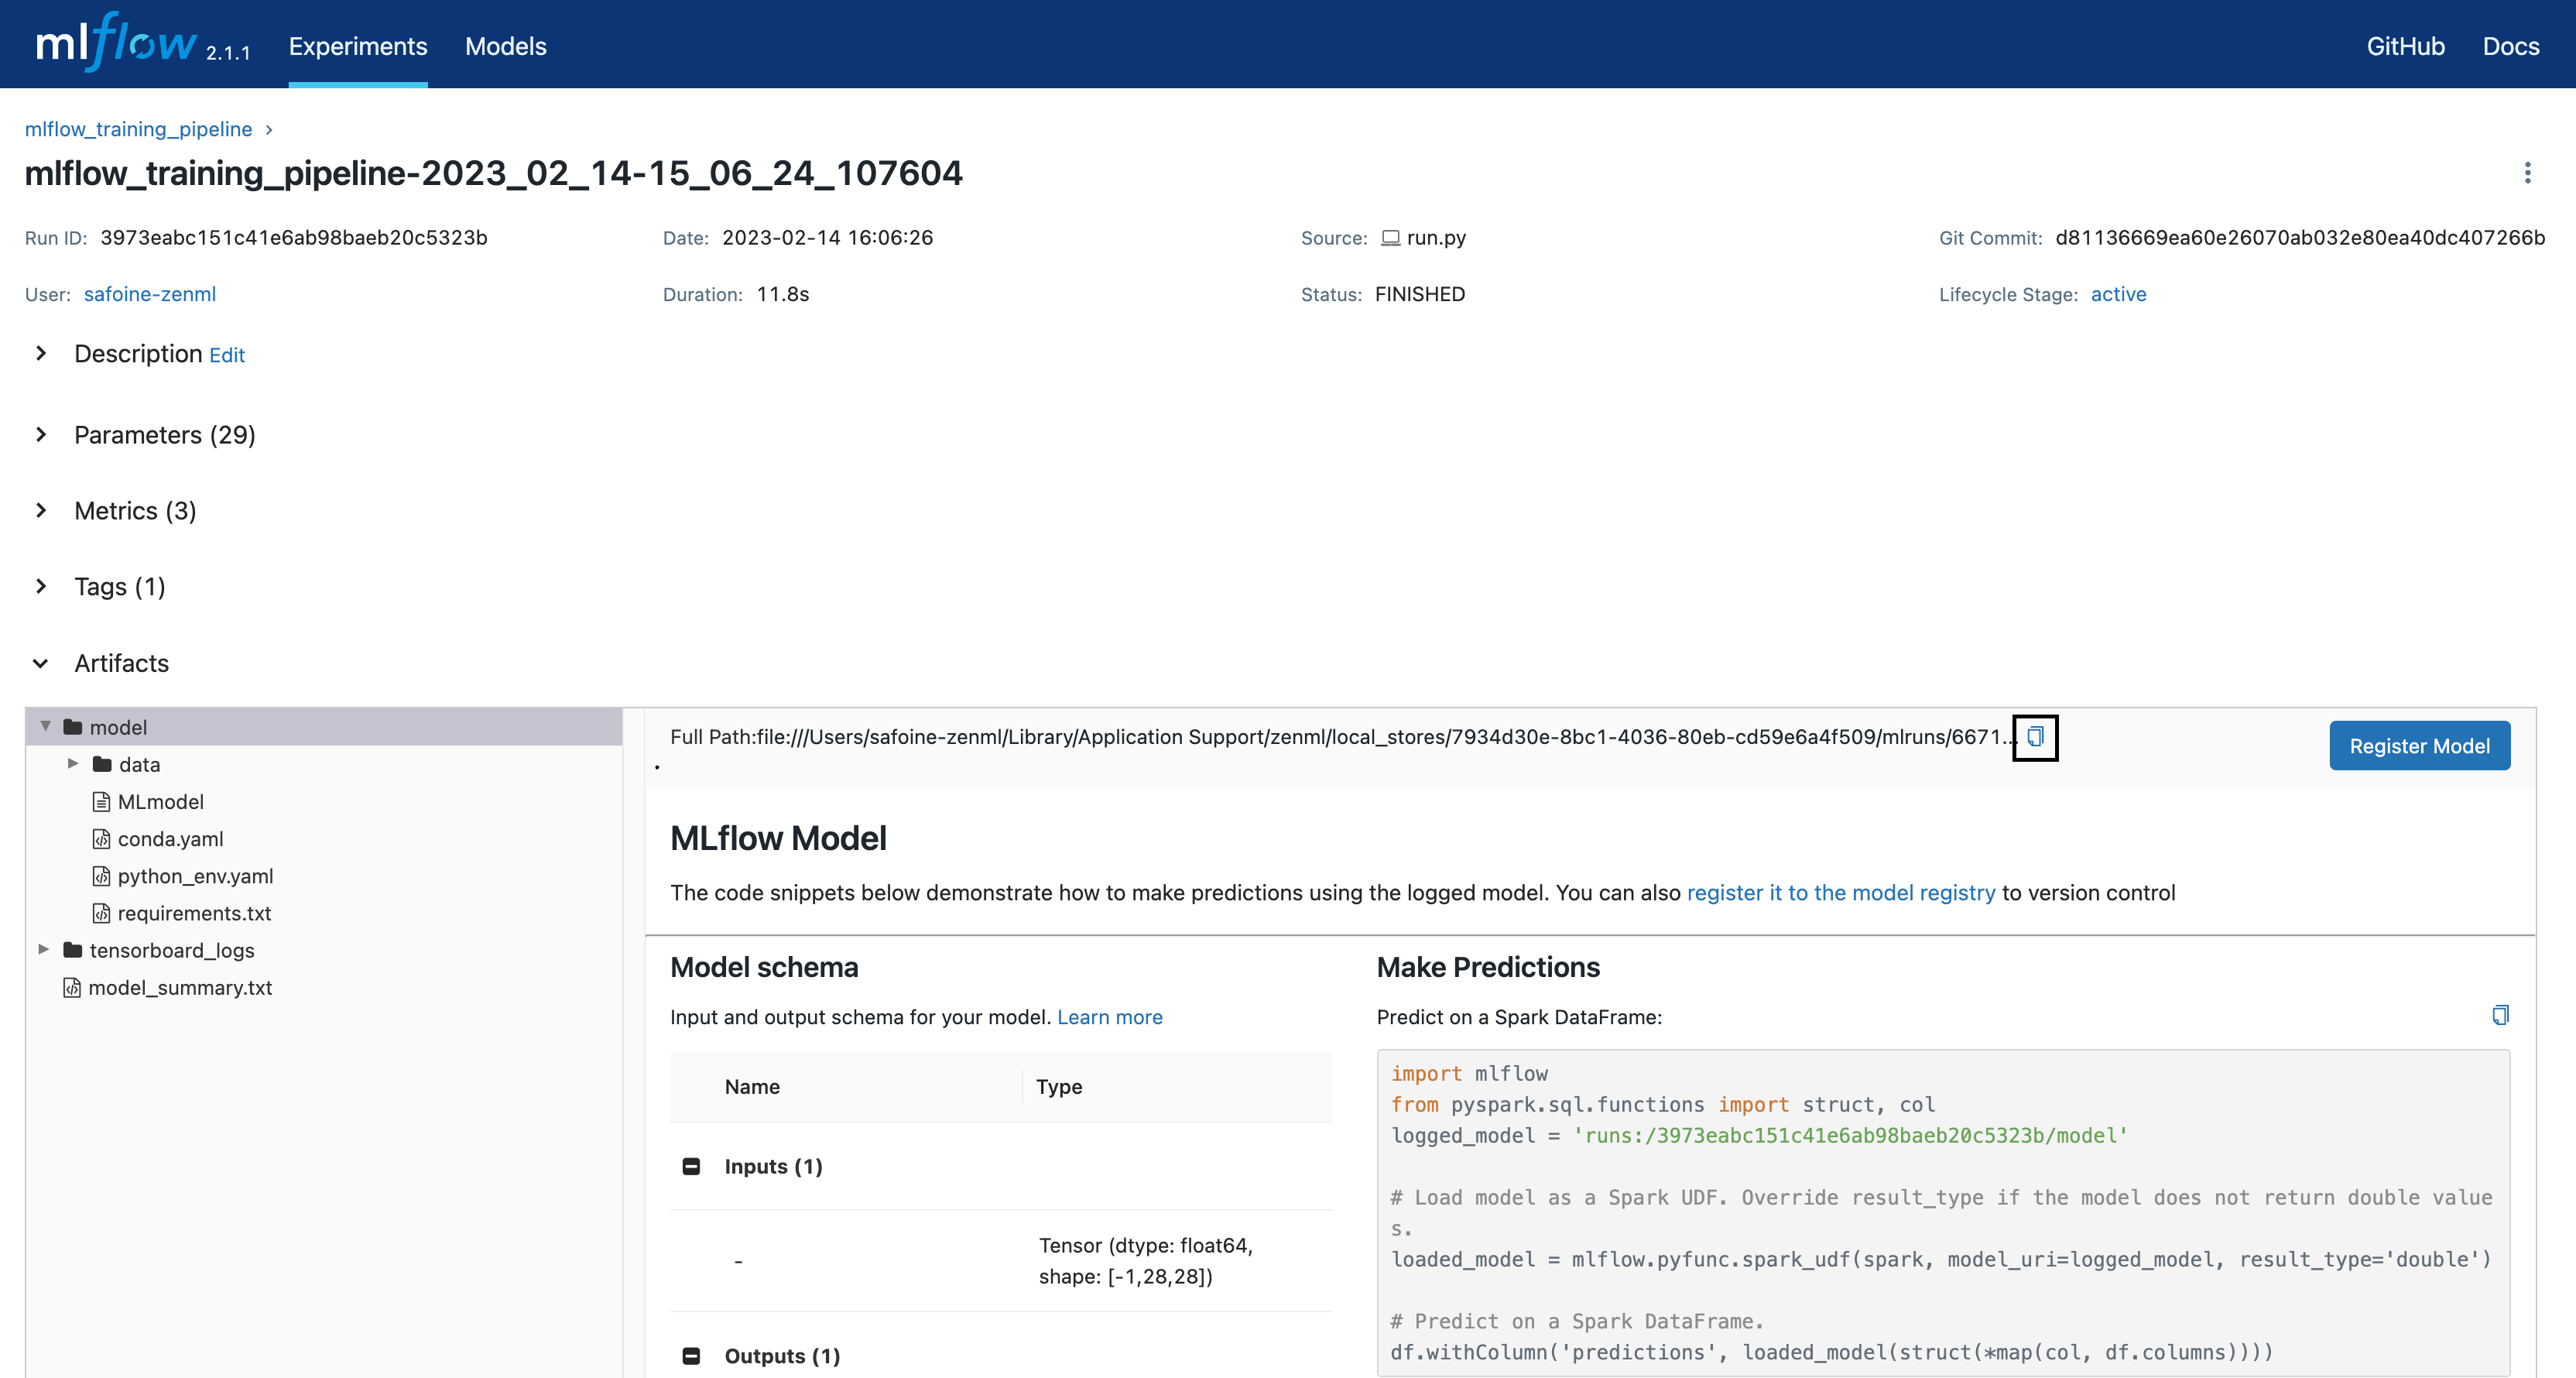 mlflow 2.1.1 Experiments Models GitHub Docs
mlflow_training_pipeline
mlflow_training_pipeline-2023_02_14-15_06_24_107604
Run ID: 3973eabc151c41e6ab98baeb20c5323b Date: 2023-02-14 16:06:26 Source: run.py Git Commit: d81136669ea60e26070ab032e80ea40dc407266b
User: safoine-zenml Duration: 11.8s Status: FINISHED Lifecycle Stage: active
Description Edit
Parameters (29)
Metrics (3)
Tags (1)
Artifacts
model
data
MLmodel
conda.yaml
python_env.yaml
requirements.txt
tensorboard_logs
model_summary.txt
Full Path:file:///Users/safoine-zenml/Library/Application Support/zenml/local_stores/7934d30e-8bc1-4036-80eb-cd59e6a4f509/mlruns/6671...
Register Model
MLflow Model
The code snippets below demonstrate how to make predictions using the logged model. You can also register it to the model registry to version control
Model schema
Input and output schema for your model. Learn more
Name Type
Inputs (1)
- Tensor (dtype: float64,
shape: [-1,28,28])
Outputs (1)
Make Predictions
Predict on a Spark DataFrame:
import mlflow
from pyspark.sql.functions import struct, col
logged_model = 'runs:/3973eabc151c41e6ab98baeb20c5323b/model'
# Load model as a Spark UDF. Override result_type if the model does not return double value
s.
loaded_model = mlflow.pyfunc.spark_udf(spark, model_uri=logged_model, result_type='double')
# Predict on a Spark DataFrame.
df.withColumn('predictions', loaded_model(struct(*map(col, df.columns))))